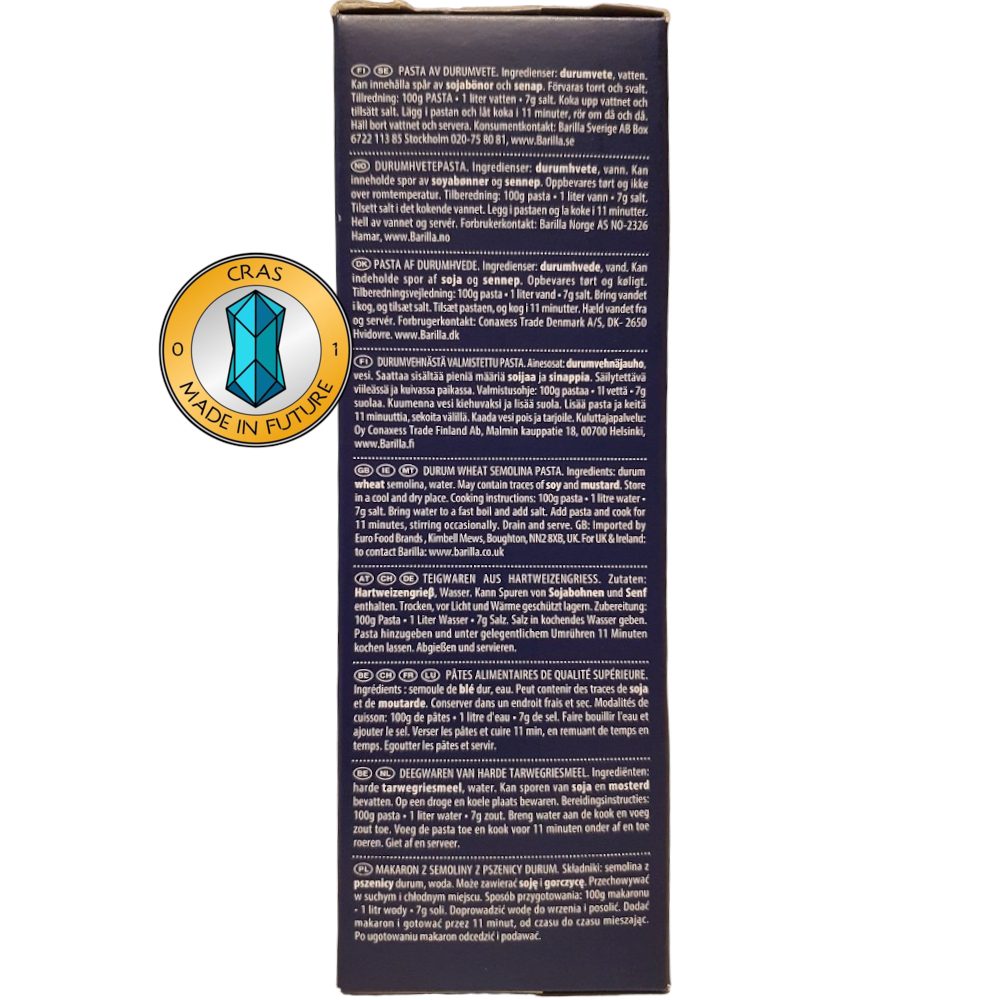 FI SE PASTA AV DURUMVETE. Ingredienser: durumvete, vatten.
Kan innehålla spår av sojabönor och senap. Förvaras torrt och svalt.
Tillredning: 100g PASTA • 1 liter vatten • 7g salt. Koka upp vattnet och
tillsätt salt. Lägg i pastan och låt koka i 11 minuter, rör om då och då.
Häll bort vattnet och servera. Konsumentkontakt: Barilla Sverige AB Box
6722 113 85 Stockholm 020-75 80 81, www.Barilla.se
NO DURUMHVETEPASTA. Ingredienser: durumhvete, vann. Kan
inneholde spor av soyabønner og sennep. Oppbevares tørt og ikke
over romtemperatur. Tilberedning: 100g pasta • 1 liter vann • 7g salt.
Tilsett salt i det kokende vannet. Legg i pastaen og la koke i 11 minutter.
Hell av vannet og servér. Forbrukerkontakt: Barilla Norge AS NO-2326
Hamar, www.Barilla.no
DK PASTA AF DURUMHVEDE. Ingredienser: durumhvede, vand. Kan
indeholde spor af soja og sennep. Opbevares tørt og køligt.
Tilberedningsvejledning: 100g pasta • 1 liter vand • 7g salt. Bring vandet
i kog, og tilsæt salt. Tilsæt pastaen, og kog i 11 minutter. Hæld vandet fra
og servér. Forbrugerkontakt: Conaxess Trade Denmark A/S, DK- 2650
Hvidovre. www.Barilla.dk
CRAS
0 1
MADE IN FUTURE
FI DURUMVEHNÄSTÄ VALMISTETTU PASTA. Ainesosat: durumvehnäjauho,
vesi. Saattaa sisältää pieniä määriä soijaa ja sinappia. Säilytettävä
viileässä ja kuivassa paikassa. Valmistusohje: 100g pastaa • 1l vettä • 7g
suolaa. Kuumenna vesi kiehuvaksi ja lisää suola. Lisää pasta ja keitä
11 minuuttia, sekoita välillä. Kaada vesi pois ja tarjoile. Kuluttajapalvelu:
Oy Conaxess Trade Finland Ab, Malmin kauppatie 18, 00700 Helsinki,
www.Barilla.fi
GB IE MT DURUM WHEAT SEMOLINA PASTA. Ingredients: durum
wheat semolina, water. May contain traces of soy and mustard. Store
in a cool and dry place. Cooking instructions: 100g pasta • 1 litre water •
7g salt. Bring water to a fast boil and add salt. Add pasta and cook for
11 minutes, stirring occasionally. Drain and serve. GB: Imported by
Euro Food Brands, Kimbell Mews, Boughton, NN2 8XB, UK. For UK & Ireland:
to contact Barilla: www.barilla.co.uk
AT CH DE TEIGWAREN AUS HARTWEIZENGRIESS. Zutaten:
Hartweizengrieß, Wasser. Kann Spuren von Sojabohnen und Senf
enthalten. Trocken, vor Licht und Wärme geschützt lagern. Zubereitung:
100g Pasta • 1 Liter Wasser • 7g Salz. Salz in kochendes Wasser geben.
Pasta hinzugeben und unter gelegentlichem Umrühren 11 Minuten
kochen lassen. Abgießen und servieren.
BE CH FR LU PÂTES ALIMENTAIRES DE QUALITÉ SUPÉRIEURE.
Ingrédients : semoule de blé dur, eau. Peut contenir des traces de soja
et de moutarde. Conserver dans un endroit frais et sec. Modalités de
cuisson: 100g de pâtes • 1 litre d'eau • 7g de sel. Faire bouillir l'eau et
ajouter le sel. Verser les pâtes et cuire 11 min, en remuant de temps en
temps. Egoutter les pâtes et servir.
BE NL DEEGWAREN VAN HARDE TARWEGRIESMEEL. Ingrediënten:
harde tarwegriesmeel, water. Kan sporen van soja en mosterd
bevatten. Op een droge en koele plaats bewaren. Bereidingsinstructies:
100g pasta • 1 liter water • 7g zout. Breng water aan de kook en voeg
zout toe. Voeg de pasta toe en kook voor 11 minuten onder af en toe
roeren. Giet af en serveer.
PL MAKARON Z SEMOLINY Z PSZENICY DURUM. Składniki: semolina z
pszenicy durum, woda. Może zawierać soję i gorczycę. Przechowywać
w suchym i chłodnym miejscu. Sposób przygotowania: 100g makaronu
• 1 litr wody • 7g soli. Doprowadzić wodę do wrzenia i posolić. Dodać
makaron i gotować przez 11 minut, od czasu do czasu mieszając.
Po ugotowaniu makaron odcedzić i podawać.